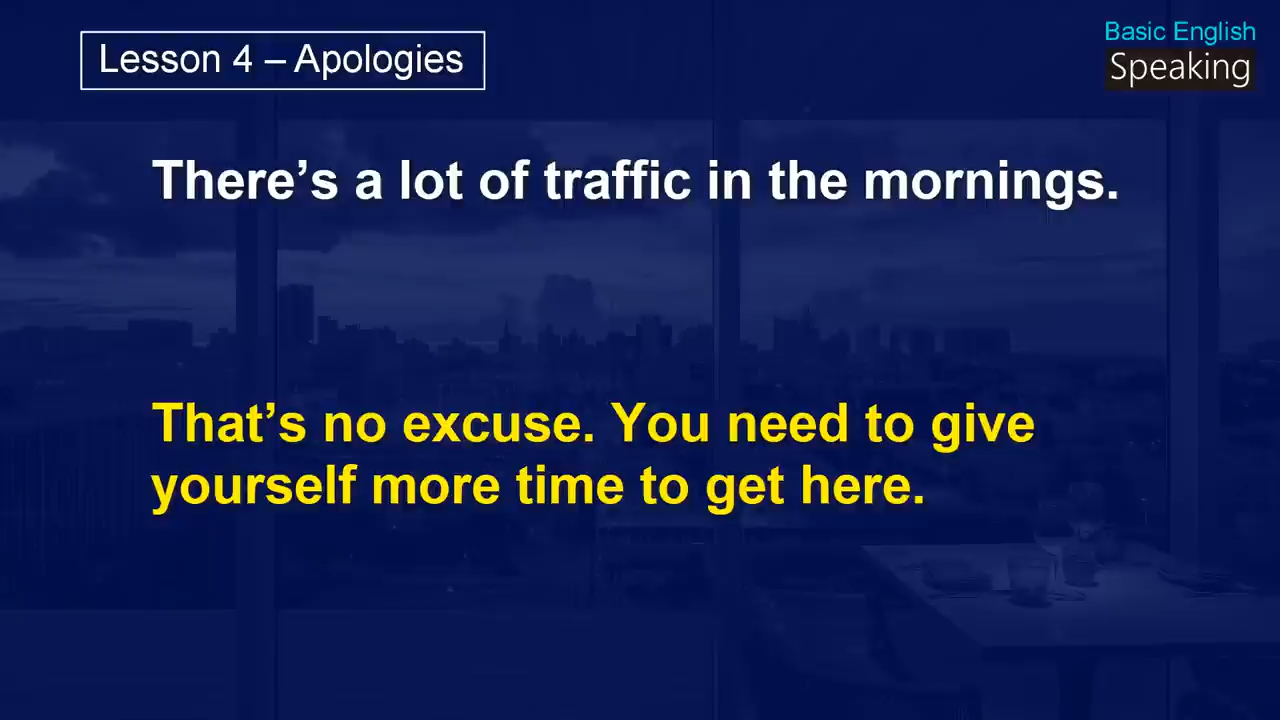 Lesson 4 – Apologies
Basic English
Speaking
There’s a lot of traffic in the mornings.
That’s no excuse. You need to give
yourself more time to get here.